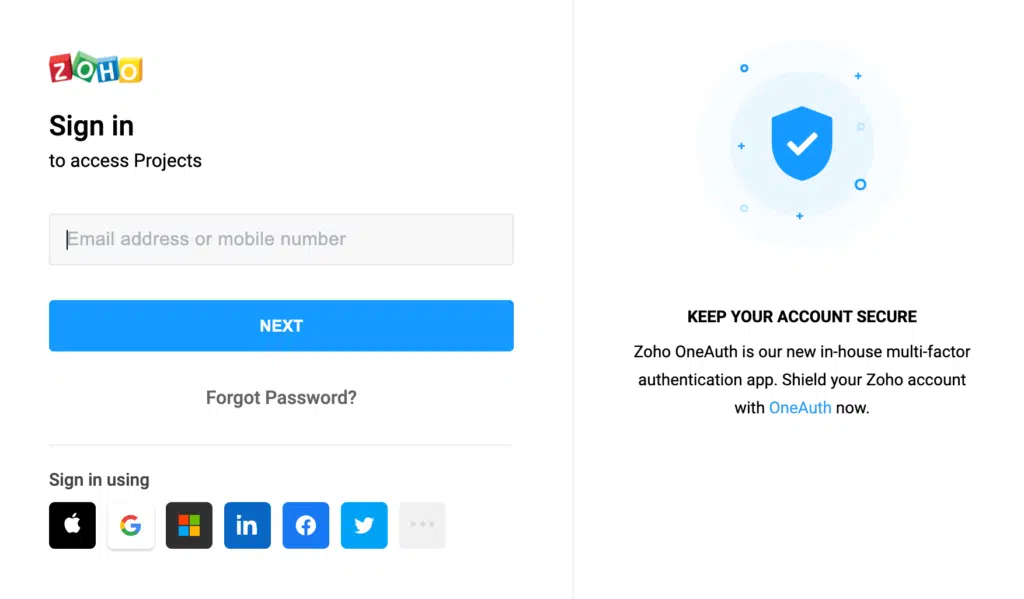 ZOHO
Sign in
to access Projects
Email address or mobile number
NEXT
Forgot Password?
Sign in using
in
KEEP YOUR ACCOUNT SECURE
Zoho OneAuth is our new in-house multi-factor
authentication app. Shield your Zoho account
with OneAuth now.